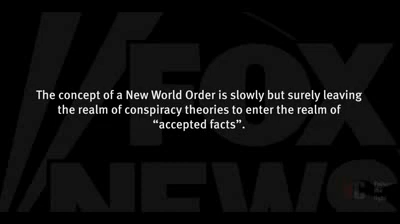 FOX
NEWS
The concept of a New World Order is slowly but surely leaving
the realm of conspiracy theories to enter the realm of
“accepted facts”.